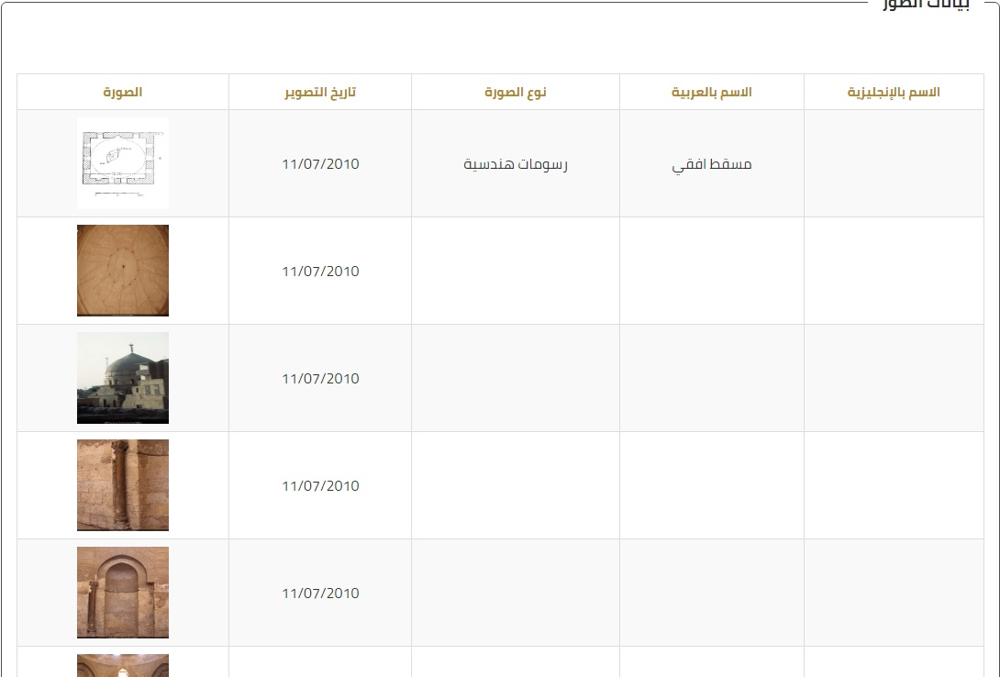 بيانات الصور
الاسم بالإنجليزية	الاسم بالعربية	نوع الصورة	تاريخ التصوير	الصورة
مسقط افقي	رسومات هندسية	11/07/2010
11/07/2010
11/07/2010
11/07/2010
11/07/2010